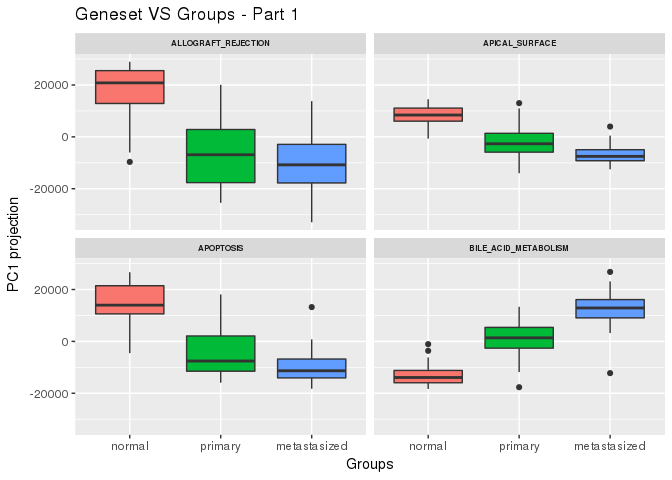 Geneset VS Groups - Part 1
ALLOGRAFT_REJECTION
APICAL_SURFACE
20000
0
-20000
APOPTOSIS
BILE_ACID_METABOLISM
20000
0
-20000
PC1 projection
normal
primary
metastasized
normal
primary
metastasized
Groups